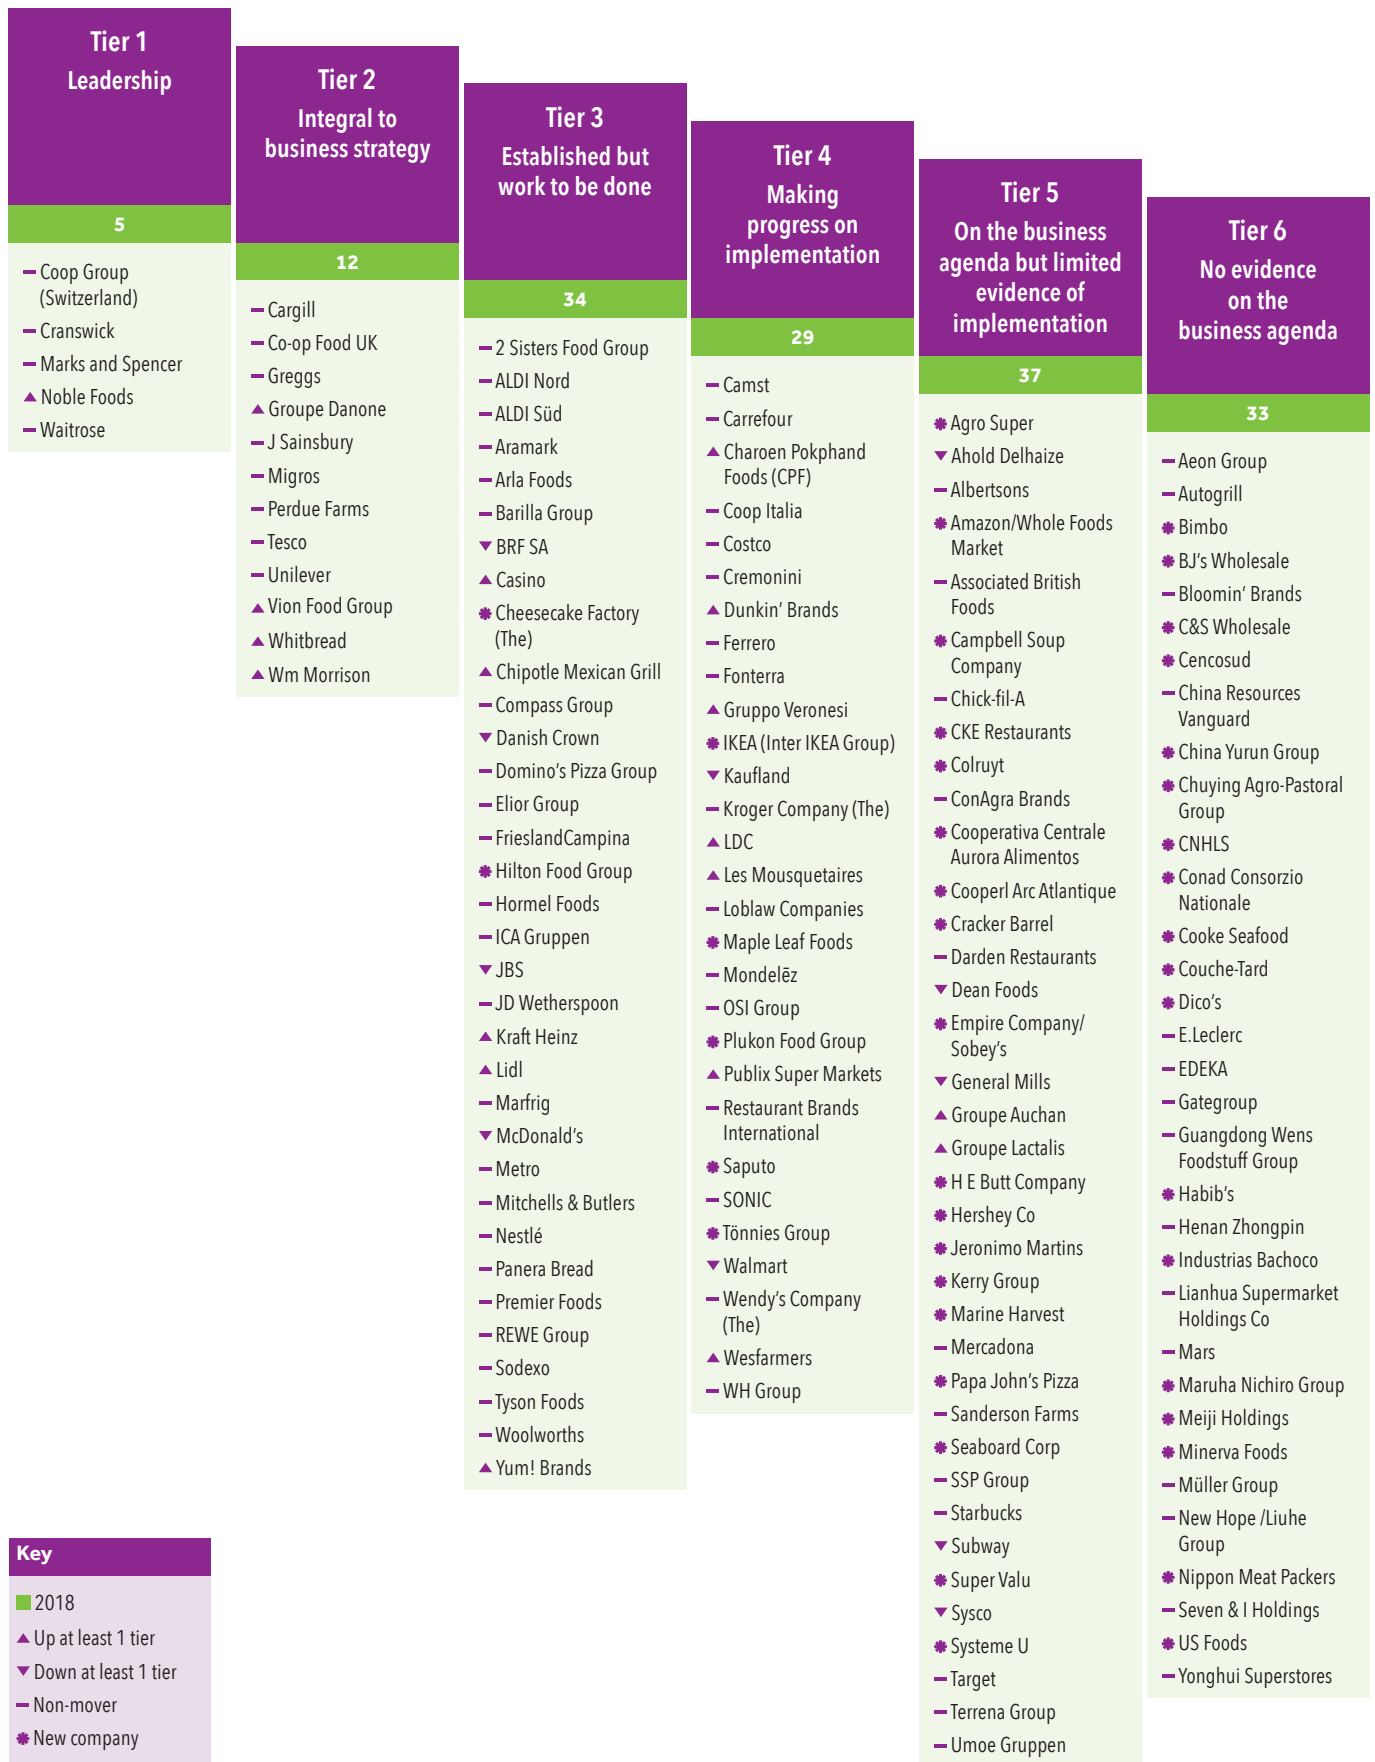 Tier 1
Leadership
5
Coop Group
(Switzerland)
Cranswick
Marks and Spencer
Noble Foods
Waitrose
Tier 2
Integral to
business strategy
12
Cargill
Co-op Food UK
Greggs
Groupe Danone
J Sainsbury
Migros
Perdue Farms
Tesco
Unilever
Vion Food Group
Whitbread
Wm Morrison
Tier 3
Established but
work to be done
34
2 Sisters Food Group
ALDI Nord
ALDI Süd
Aramark
Arla Foods
Barilla Group
BRF SA
Casino
Cheesecake Factory
(The)
Chipotle Mexican Grill
Compass Group
Danish Crown
Domino’s Pizza Group
Elior Group
FrieslandCampina
Hilton Food Group
Hormel Foods
ICA Gruppen
JBS
JD Wetherspoon
Kraft Heinz
Lidl
Marfrig
McDonald’s
Metro
Mitchells & Butlers
Nestlé
Panera Bread
Premier Foods
REWE Group
Sodexo
Tyson Foods
Woolworths
Yum! Brands
Tier 4
Making
progress on
implementation
29
Camst
Carrefour
Charoen Pokphand
Foods (CPF)
Coop Italia
Costco
Cremonini
Dunkin’ Brands
Ferrero
Fonterra
Gruppo Veronesi
IKEA (Inter IKEA Group)
Kaufland
Kroger Company (The)
LDC
Les Mousquetaires
Loblaw Companies
Maple Leaf Foods
Mondelēz
OSI Group
Plukon Food Group
Publix Super Markets
Restaurant Brands
International
Saputo
SONIC
Tönnies Group
Walmart
Wendy’s Company
(The)
Wesfarmers
WH Group
Tier 5
On the business
agenda but limited
evidence of
implementation
37
Agro Super
Ahold Delhaize
Albertsons
Amazon/Whole Foods
Market
Associated British
Foods
Campbell Soup
Company
Chick-fil-A
CKE Restaurants
Colruyt
ConAgra Brands
Cooperativa Centrale
Aurora Alimentos
Cooperl Arc Atlantique
Cracker Barrel
Darden Restaurants
Dean Foods
Empire Company/
Sobey’s
General Mills
Groupe Auchan
Groupe Lactalis
H E Butt Company
Hershey Co
Jeronimo Martins
Kerry Group
Marine Harvest
Mercadona
Papa John’s Pizza
Sanderson Farms
Seaboard Corp
SSP Group
Starbucks
Subway
Super Valu
Sysco
Systeme U
Target
Terrena Group
Umoe Gruppen
Tier 6
No evidence
on the
business agenda
33
Aeon Group
Autogrill
Bimbo
BJ’s Wholesale
Bloomin’ Brands
C&S Wholesale
Cencosud
China Resources
Vanguard
China Yurun Group
Chuying Agro-Pastoral
Group
CNHLS
Conad Consorzio
Nationale
Cooke Seafood
Couche-Tard
Dico’s
E.Leclerc
EDEKA
Gategroup
Guangdong Wens
Foodstuff Group
Habib’s
Henan Zhongpin
Industrias Bachoco
Lianhua Supermarket
Holdings Co
Mars
Maruha Nichiro Group
Meiji Holdings
Minerva Foods
Müller Group
New Hope /Liuhe
Group
Nippon Meat Packers
Seven & I Holdings
US Foods
Yonghui Superstores
Key
2018
Up at least 1 tier
Down at least 1 tier
Non-mover
New company